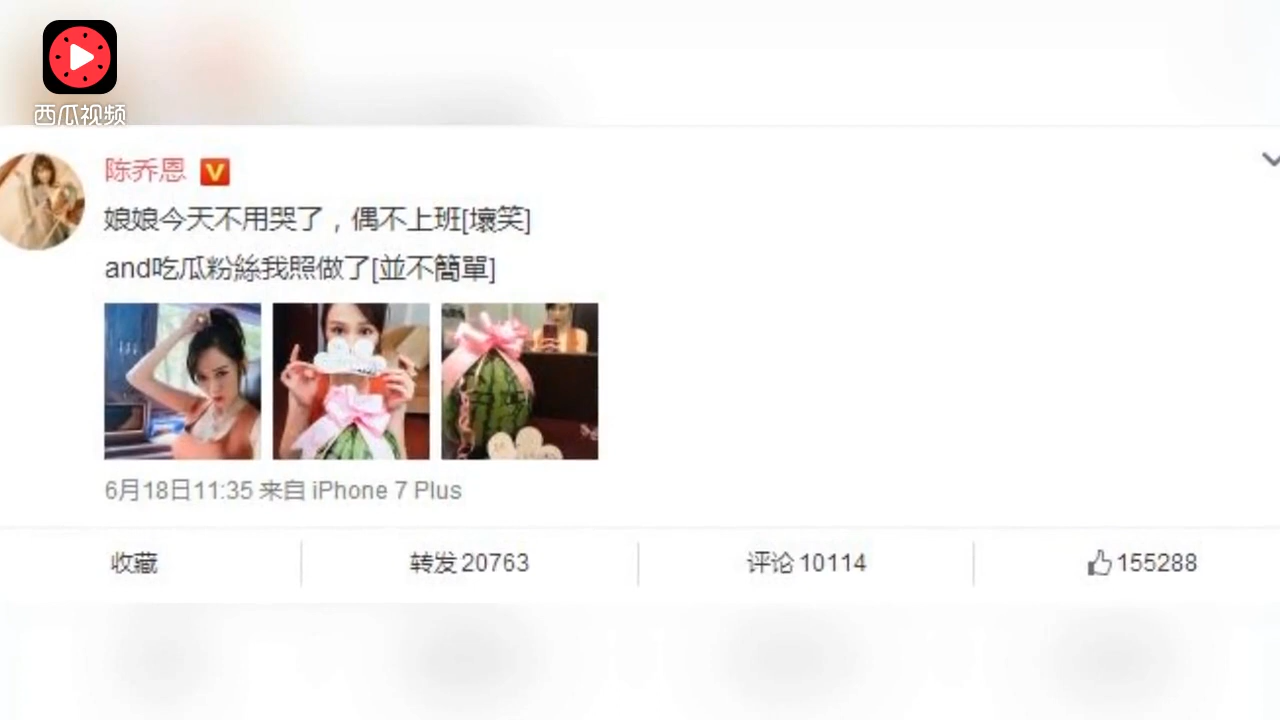 西瓜视频
陈乔恩
娘娘今天不用哭了，偶不上班[壞笑]
and吃瓜粉絲我照做了[並不簡單]
6月18日11:35 来自 iPhone 7 Plus
收藏
转发 20763
评论 10114
155288